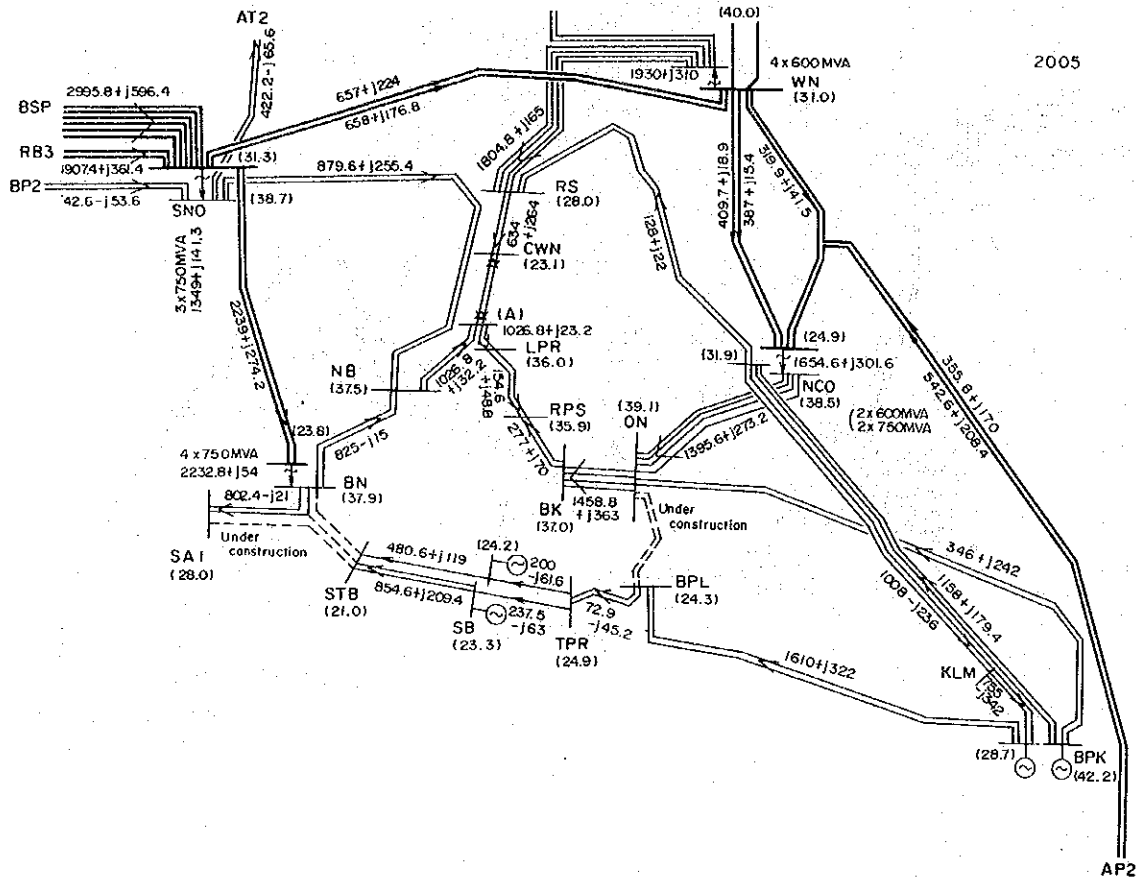 AT2
(40.0)
2005
422.2-j65.6
1930+j310
4x600MVA
WN
(31.0)
BSP
2995.8+j596.4
657+j224
658+j176.8
1804.8+j165
RB3
1907.4+j361.4
(31.3)
879.6+j255.4
BP2
42.6-j53.6
SNO
(38.7)
RS
(28.0)
409.7+j18.9
387+j15.4
319.9+j41.5
3x750MVA
1349+j141.3
634
+j264
CWN
(23.1)
128+j22
2239+j274.2
(A)
1026.8+j23.2
LPR
(36.0)
(24.9)
1654.6+j301.6
NCO
(38.5)
(31.9)
NB
(37.5)
1026.8
+j32.2
154.6
+j48.8
RPS
(35.9)
(39.1)
ON
(2x600MVA
2x750MVA
385.8+j170
542.6+j208.4
(23.8)
825-j15
277+j70
1395.6+j273.2
4x750MVA
2232.8+j54
BN
(37.9)
802.4-j21
BK
(37.0)
1458.8
+j363
Under
construction
SA1
(28.0)
Under
construction
480.6+j119
(24.2)
200
-j61.6
346+j242
STB
(21.0)
854.6+j209.4
SB
(23.3)
237.5
-j63
TPR
(24.9)
72.9
-j45.2
BPL
(24.3)
1008-j236
1158+j179.4
1610+j322
KLM
755
-j342
(28.7)
BPK
(42.2)
AP2